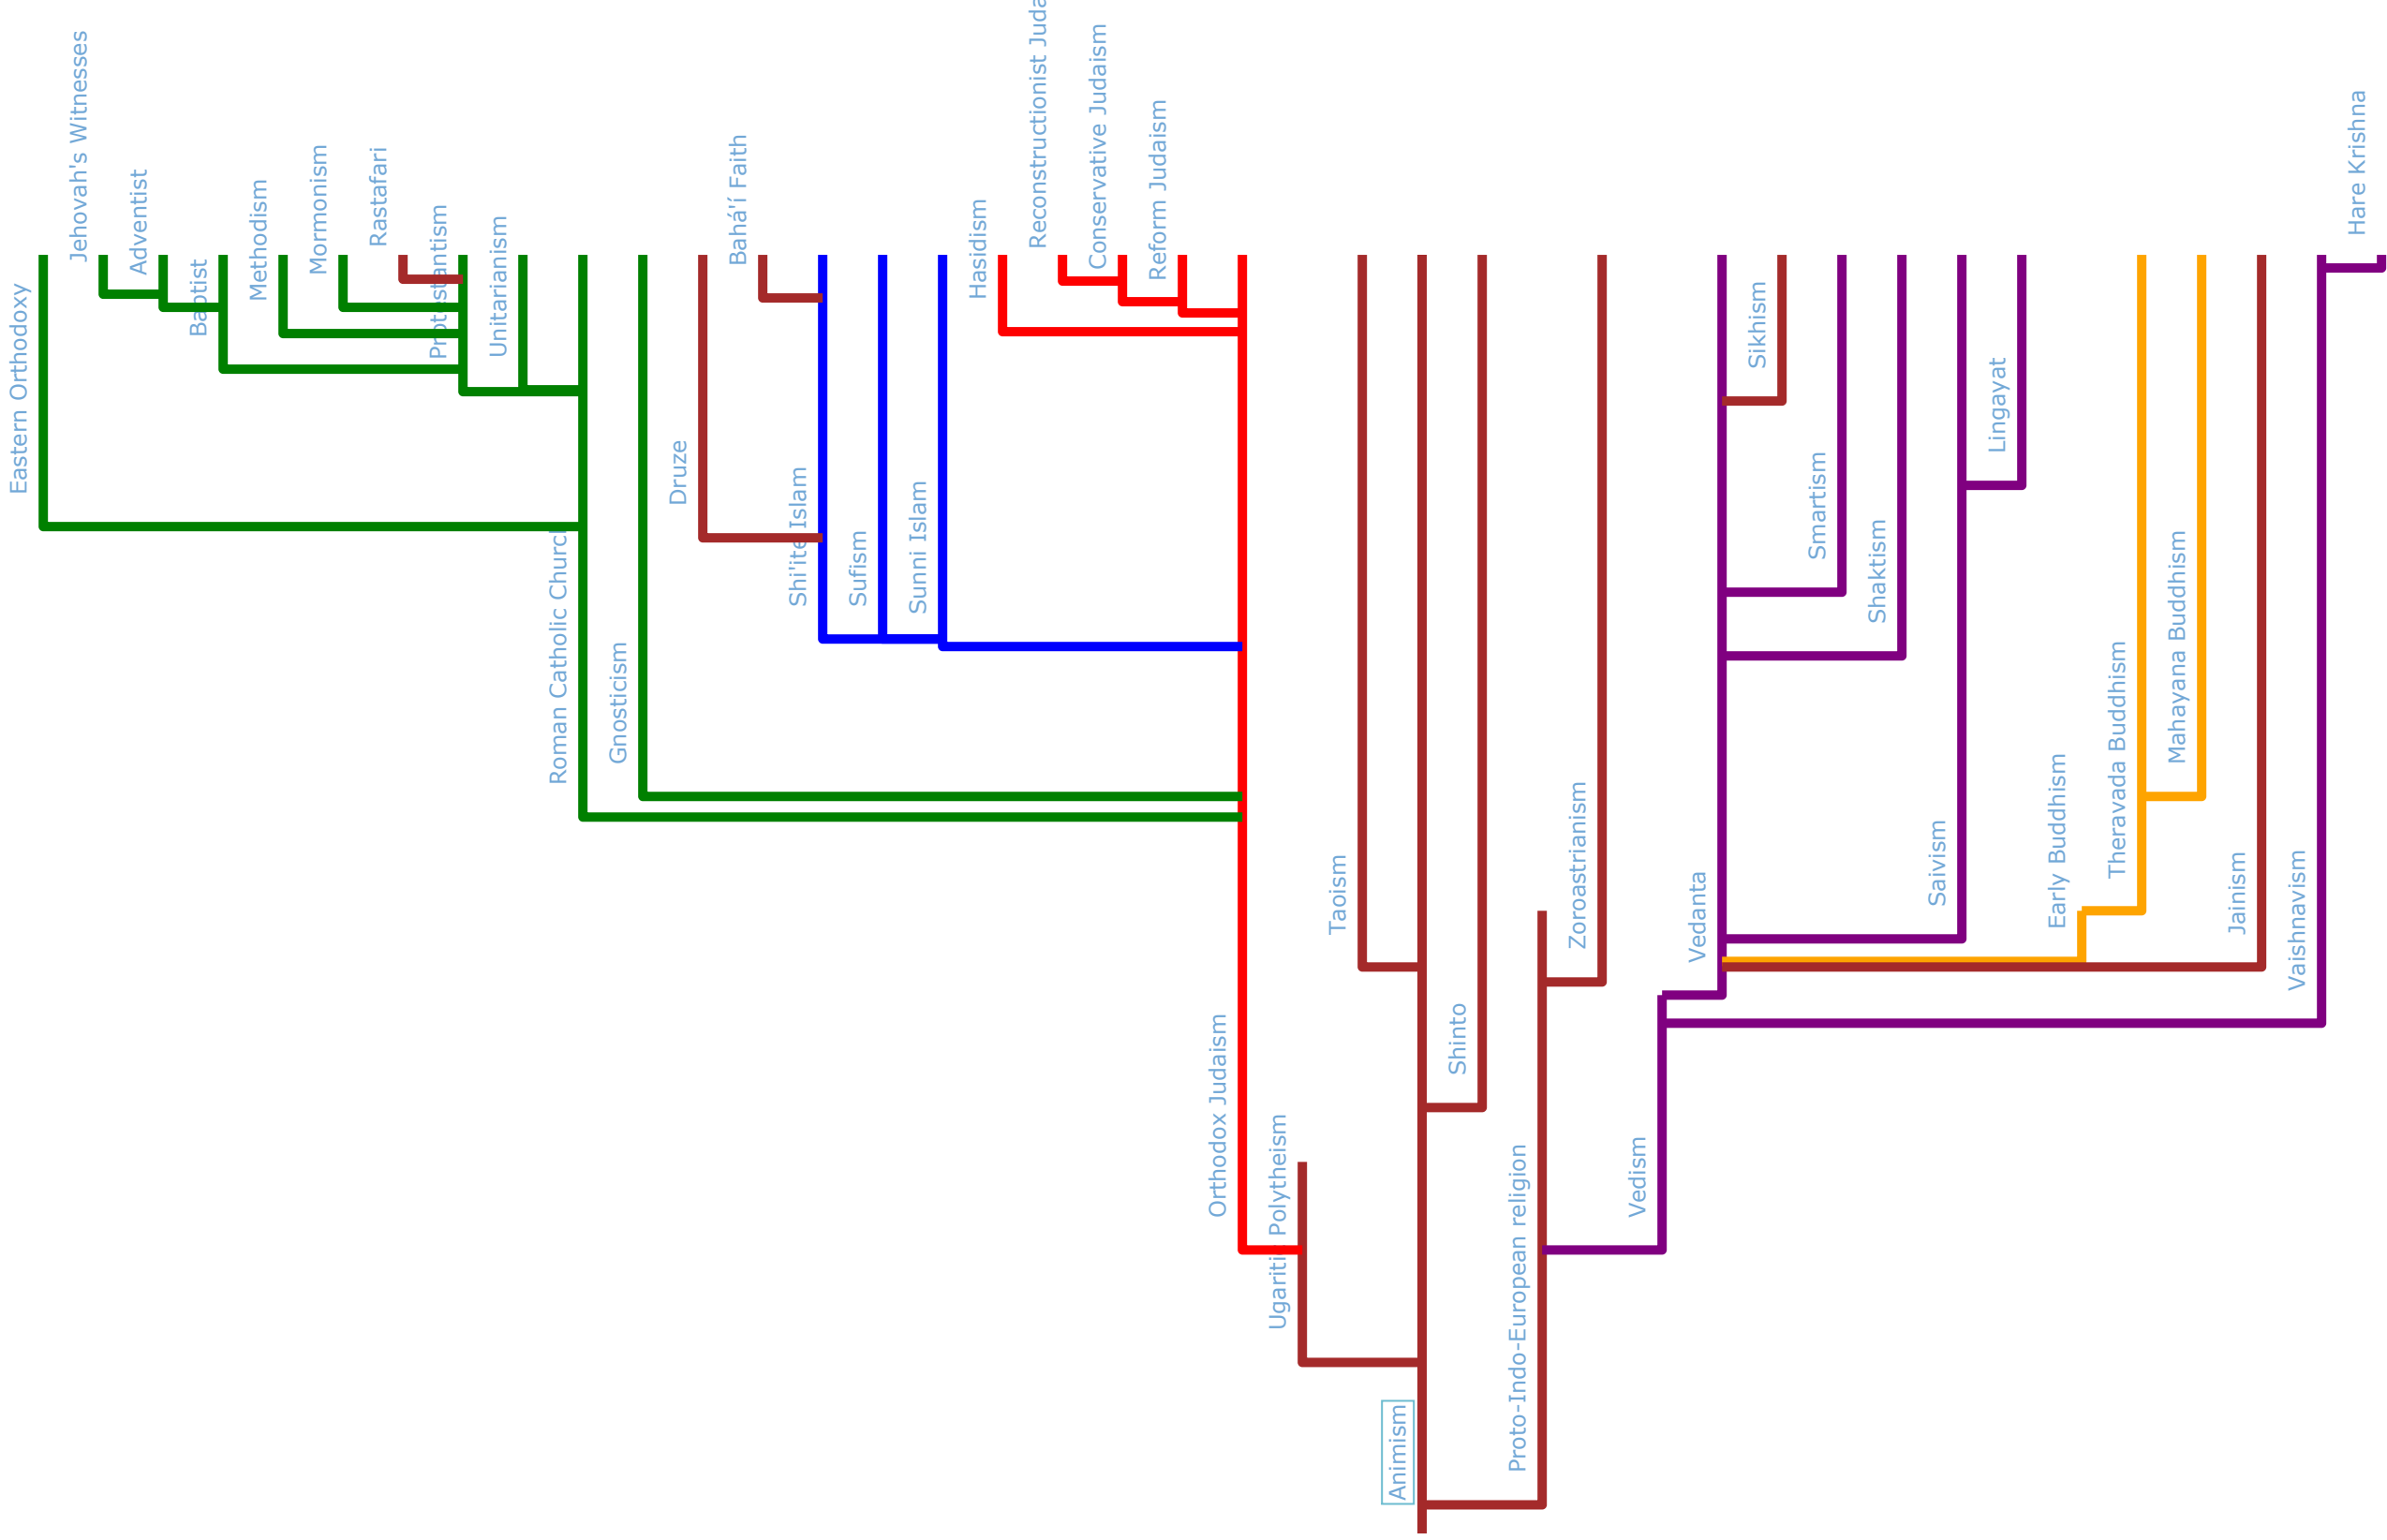 Eastern Orthodoxy
Jehovah's Witnesses
Adventist
Baptist
Methodism
Mormonism
Rastafari
Protestantism
Unitarianism
Roman Catholic Church
Gnosticism
Druze
Bahá'í Faith
Shi'ite Islam
Sufism
Sunni Islam
Hasidism
Reconstructionist Juda
Conservative Judaism
Reform Judaism
Orthodox Judaism
Ugaritic Polytheism
Taoism
Animism
Shinto
Proto-Indo-European religion
Zoroastrianism
Vedism
Vedanta
Sikhism
Smartism
Shaktism
Saivism
Lingayat
Early Buddhism
Theravada Buddhism
Mahayana Buddhism
Jainism
Vaishnavism
Hare Krishna